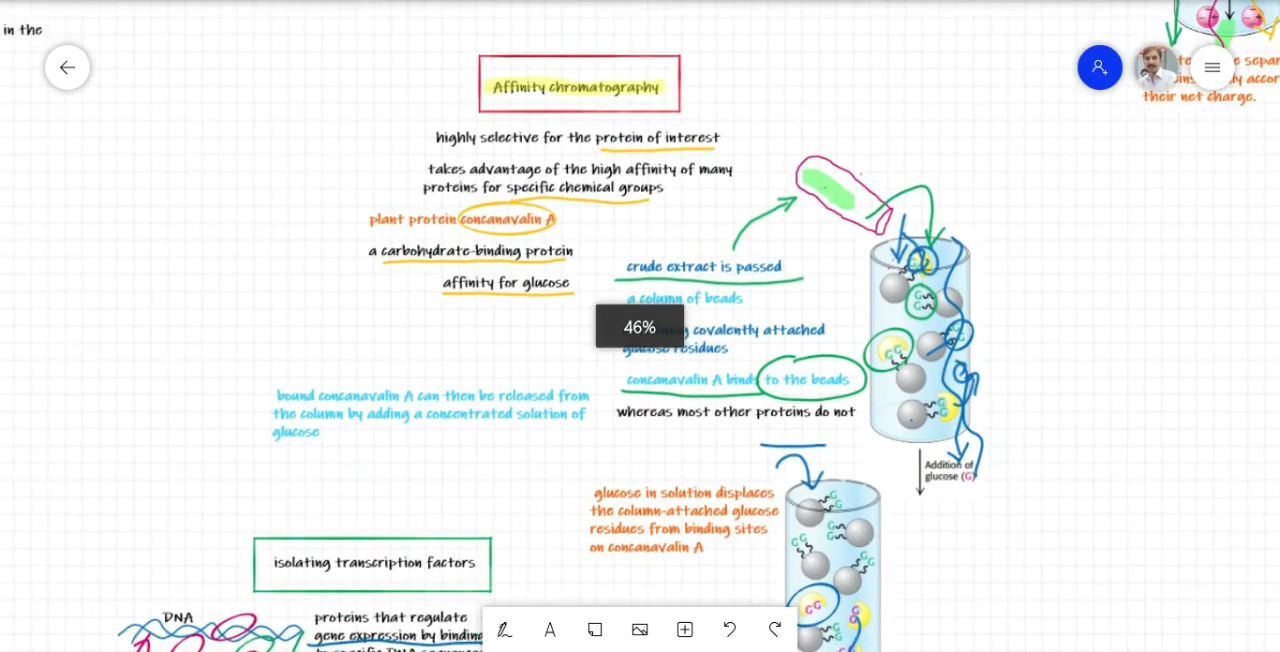 in the
Affinity chromatography
highly selective for the protein of interest
takes advantage of the high affinity of many
proteins for specific chemical groups
plant protein concanavalin A
a carbohydrate-binding protein
affinity for glucose
crude extract is passed
a column of beads
covalently attached
glucose residues
concanavalin A binds to the beads
whereas most other proteins do not
46%
bound concanavalin A can then be released from
the column by adding a concentrated solution of
glucose
Addition of
glucose (G)
glucose in solution displaces
the column-attached glucose
residues from binding sites
on concanavalin A
isolating transcription factors
DNA
proteins that regulate
gene expression by binding
their net charge.
G G
G G
G G
G G
G G
G
G
G G
G G
G G
G G
A